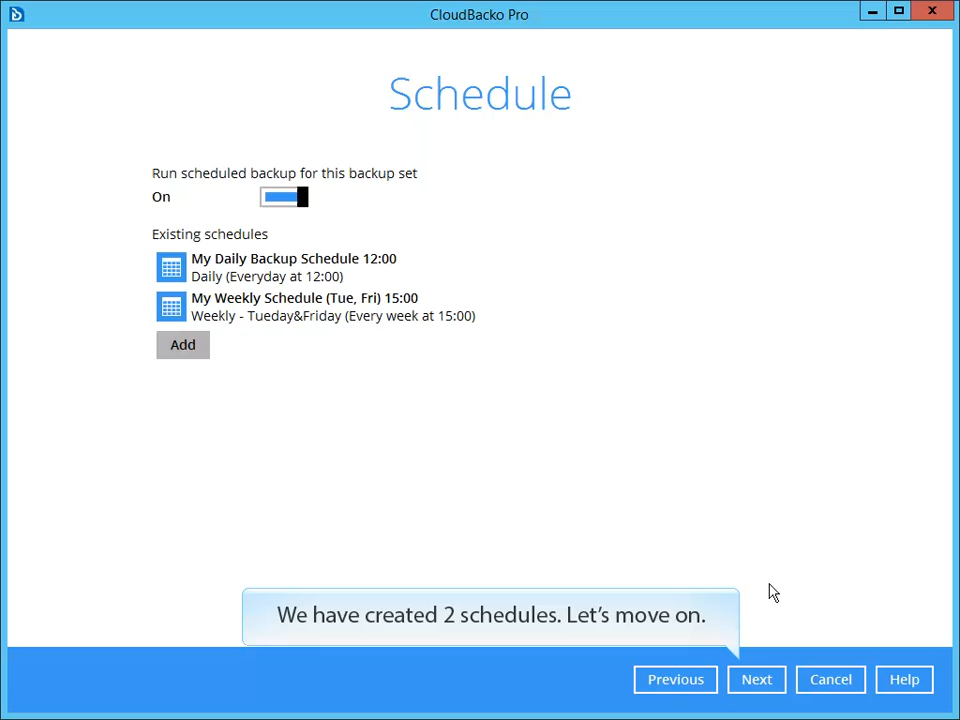 CloudBacko Pro
Schedule
Run scheduled backup for this backup set
On
Existing schedules
My Daily Backup Schedule 12:00
Daily (Everyday at 12:00)
My Weekly Schedule (Tue, Fri) 15:00
Weekly - Tueday&Friday (Every week at 15:00)
Add
We have created 2 schedules. Let's move on.
Previous Next Cancel Help